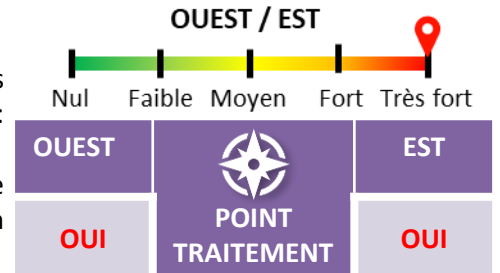 OUEST / EST
Nul Faible Moyen Fort Très fort
OUEST
EST
POINT
TRAITEMENT
OUI
OUI